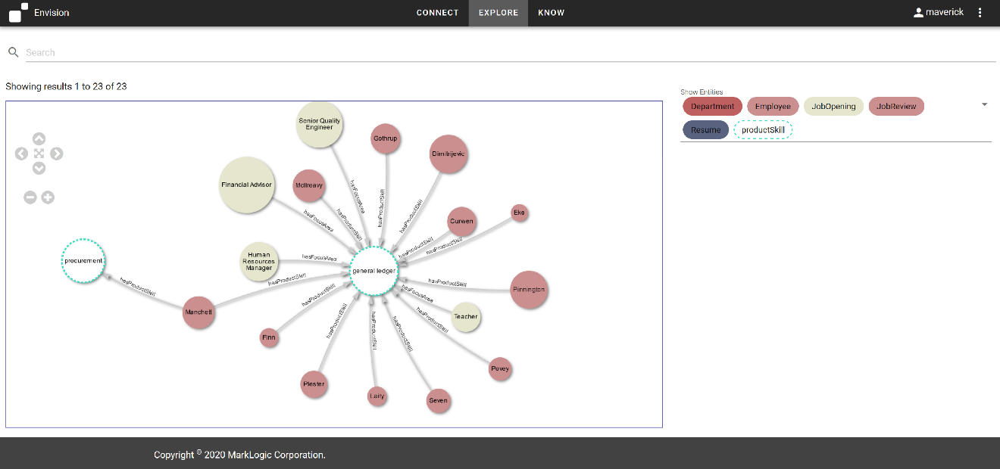 Envision
CONNECT
EXPLORE
KNOW
maverick
Search
Showing results 1 to 23 of 23
Show Entities
Department
Employee
JobOpening
JobReview
Resume
productSkill
Senior Quality
Engineer
Gothrup
Dimitrijevic
Financial Advisor
McIlreavy
hasFocusArea
hasProductSkill
hasProductSkill
Curwen
Eke
hasFocusArea
hasProductSkill
hasProductSkill
hasProductSkill
Human
Resources
Manager
hasFocusArea
procurement
general ledger
hasProductSkill
hasProductSkill
hasProductSkill
Pinnington
hasProductSkill
hasFocusArea
Manchett
Teacher
hasProductSkill
hasProductSkill
hasProductSkill
hasProductSkill
Finn
Povey
Plester
Laity
Seven
Copyright © 2020 MarkLogic Corporation.